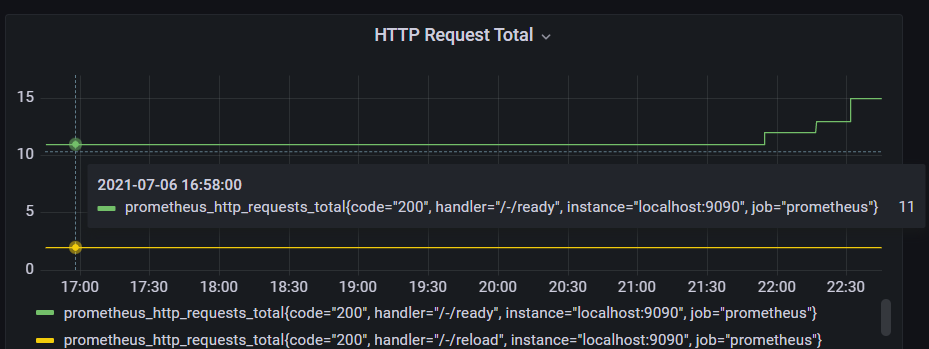 HTTP Request Total
15
10
2021-07-06 16:58:00
prometheus_http_requests_total{code="200", handler="/-/ready", instance="localhost:9090", job="prometheus"} 11
5
0
17:00 17:30 18:00 18:30 19:00 19:30 20:00 20:30 21:00 21:30 22:00 22:30
prometheus_http_requests_total{code="200", handler="/-/ready", instance="localhost:9090", job="prometheus"}
prometheus_http_requests_total{code="200", handler="/-/reload", instance="localhost:9090", job="prometheus"}